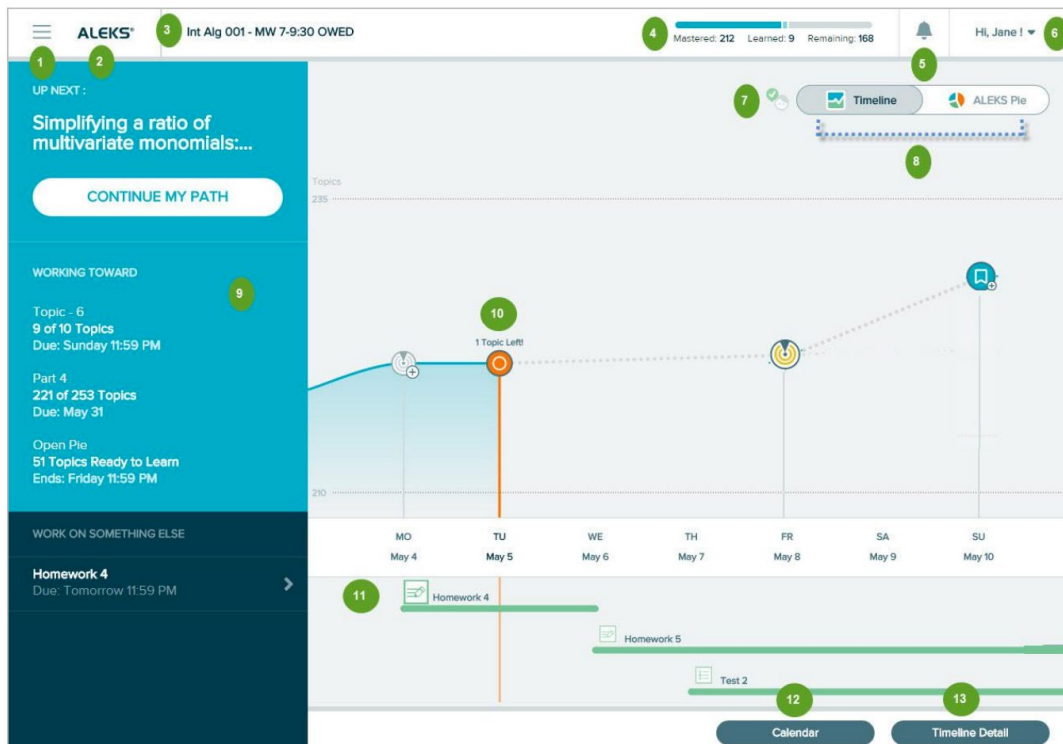 ALEKS®
3
Int Alg 001 - MW 7-9:30 OWED
4
Mastered: 212 Learned: 9 Remaining: 168
Hi, Jane !
6
1
2
5
UP NEXT :
Simplifying a ratio of
multivariate monomials:...
CONTINUE MY PATH
7
Timeline
ALEKS Pie
8
Topics
235
WORKING TOWARD
9
Topic - 6
9 of 10 Topics
Due: Sunday 11:59 PM
Part 4
221 of 253 Topics
Due: May 31
Open Pie
51 Topics Ready to Learn
Ends: Friday 11:59 PM
10
1 Topic Left!
210
WORK ON SOMETHING ELSE
Homework 4
Due: Tomorrow 11:59 PM
MO TU WE TH FR SA SU
May 4 May 5 May 6 May 7 May 8 May 9 May 10
11
Homework 4
Homework 5
Test 2
12
13
Calendar
Timeline Detail